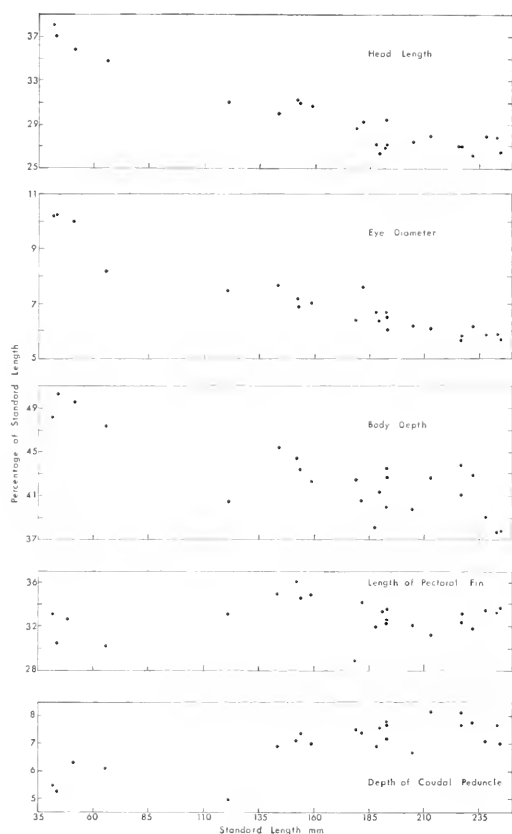 37
33
29
25
Head Length
11
9
7
5
Eye Diameter
49
45
41
37
Body Depth
Percentage of Standard Length
36
32
28
Length of Pectoral Fin
8
7
6
5
Depth of Caudal Peduncle
35 60 85 110 135 160 185 210 235
Standard Length mm